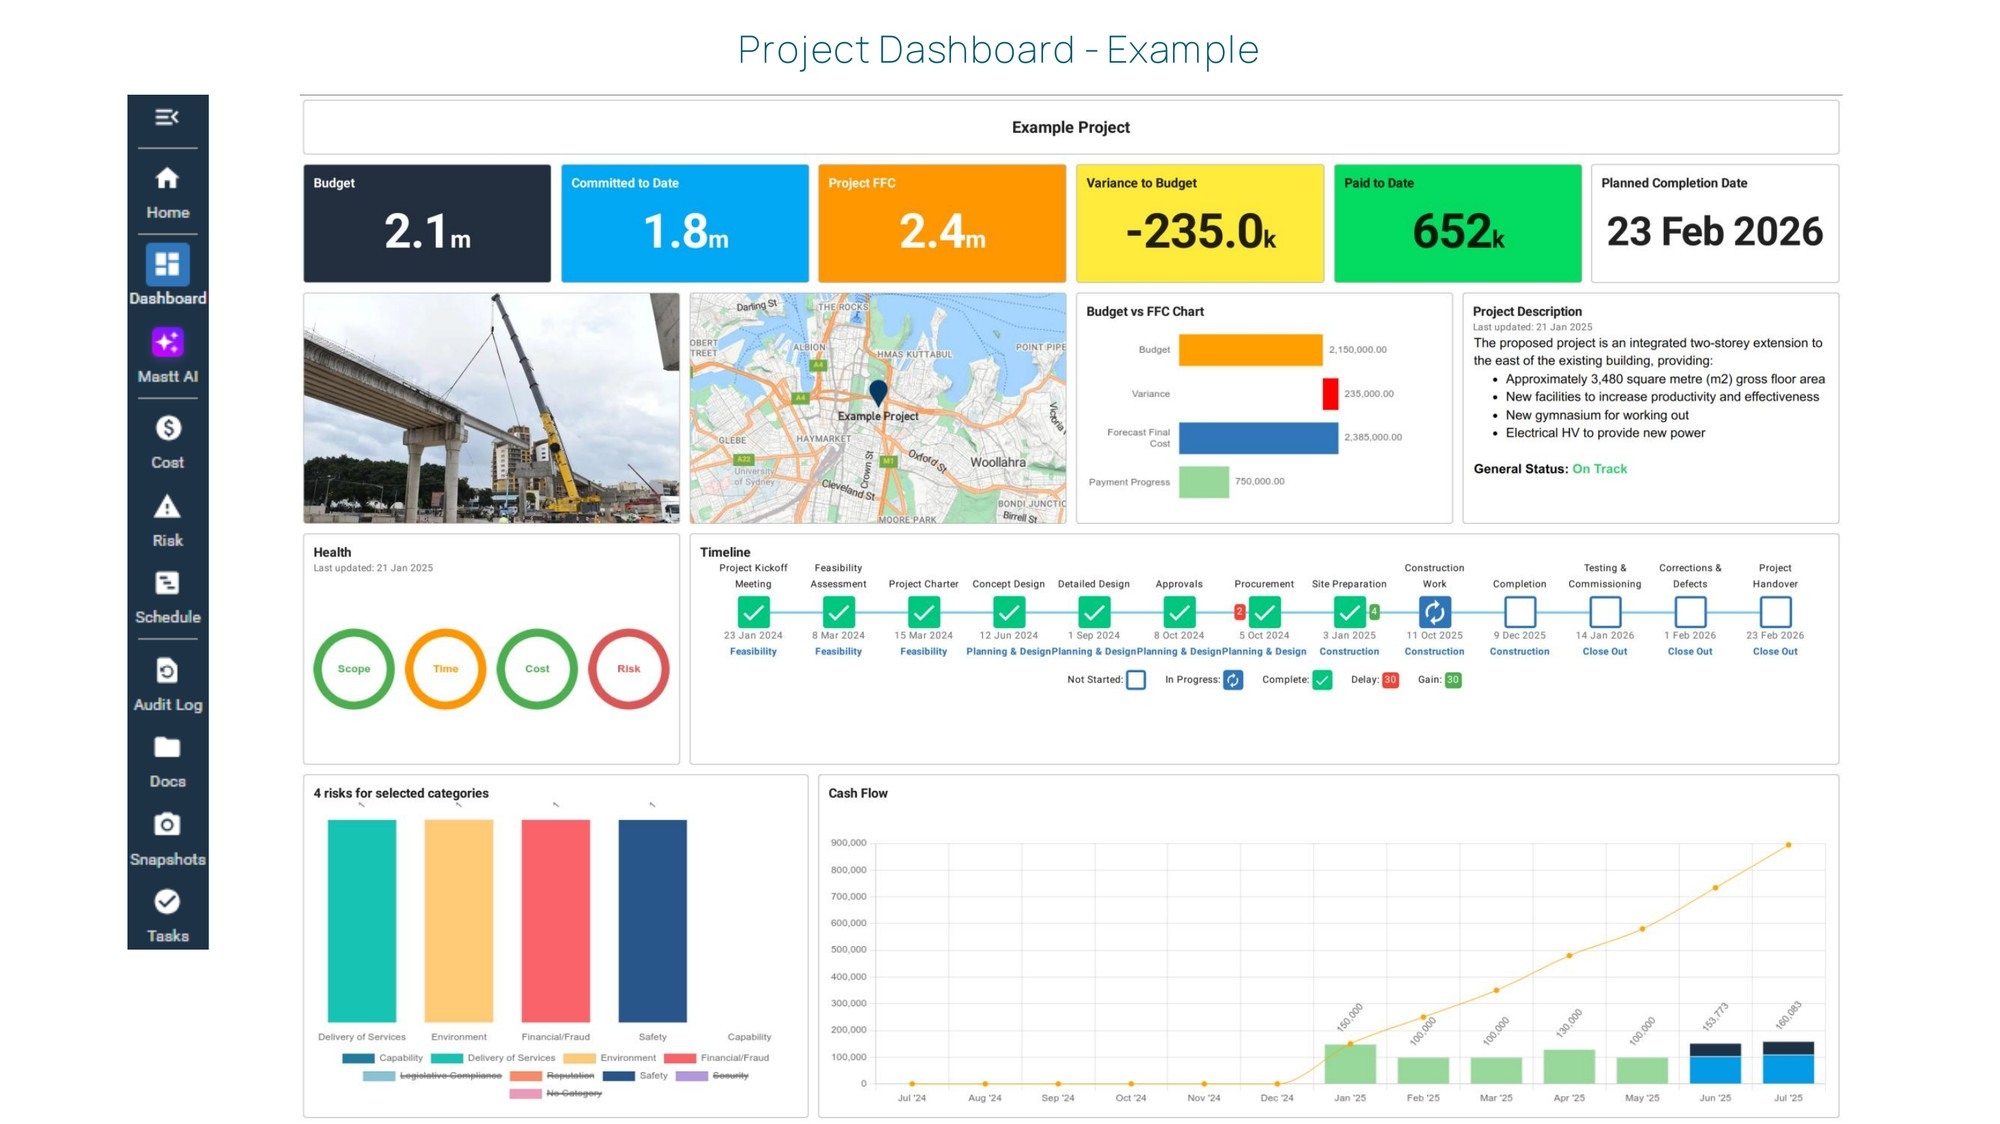 Project Dashboard - Example
Home
Dashboard
Mastt AI
Cost
Risk
Schedule
Audit Log
Docs
Snapshots
Tasks
Example Project
Budget
2.1m
Committed to Date
1.8m
Project FFC
2.4m
Variance to Budget
-235.0k
Paid to Date
652k
Planned Completion Date
23 Feb 2026
Darling St
THE ROCKS
ALBION
HMAS KUTTABUL
POINT PIPE
OBERT
TREET
A4
A4
Example Project
GLEBE
HAYMARKET
A22
M1
University
of Sydney
Crown St
Oxford St
Cleveland St
Woollahra
BONDI JUNCTIO
Birrell St
MOORE PARK
Budget vs FFC Chart
Budget
2,150,000.00
Variance
235,000.00
Forecast Final
Cost
2,385,000.00
Payment Progress
750,000.00
Project Description
Last updated: 21 Jan 2025
The proposed project is an integrated two-storey extension to
the east of the existing building, providing:
• Approximately 3,480 square metre (m2) gross floor area
• New facilities to increase productivity and effectiveness
• New gymnasium for working out
• Electrical HV to provide new power
General Status: On Track
Health
Last updated: 21 Jan 2025
Scope
Time
Cost
Risk
Timeline
Project Kickoff
Meeting
23 Jan 2024
Feasibility
Feasibility
Assessment
8 Mar 2024
Feasibility
Project Charter
15 Mar 2024
Feasibility
Concept Design
12 Jun 2024
Planning & Design
Detailed Design
1 Sep 2024
Planning & Design
Approvals
8 Oct 2024
Planning & Design
Procurement
2
5 Oct 2024
Planning & Design
Site Preparation
4
3 Jan 2025
Construction
Construction
Work
11 Oct 2025
Construction
Completion
9 Dec 2025
Construction
Testing &
Commissioning
14 Jan 2026
Close Out
Corrections &
Defects
1 Feb 2026
Close Out
Project
Handover
23 Feb 2026
Close Out
Not Started: In Progress: Complete: Delay: 30 Gain: 30
4 risks for selected categories
Delivery of Services
Environment
Financial/Fraud
Safety
Capability
Capability Delivery of Services Environment Financial/Fraud
Legislative Compliance Reputation Safety Security
No Category
Cash Flow
900,000
800,000
700,000
600,000
500,000
400,000
300,000
200,000
100,000
0
150,000
100,000
100,000
130,000
100,000
153,773
160,083
Jul '24
Aug '24
Sep '24
Oct '24
Nov '24
Dec '24
Jan '25
Feb '25
Mar '25
Apr '25
May '25
Jun '25
Jul '25